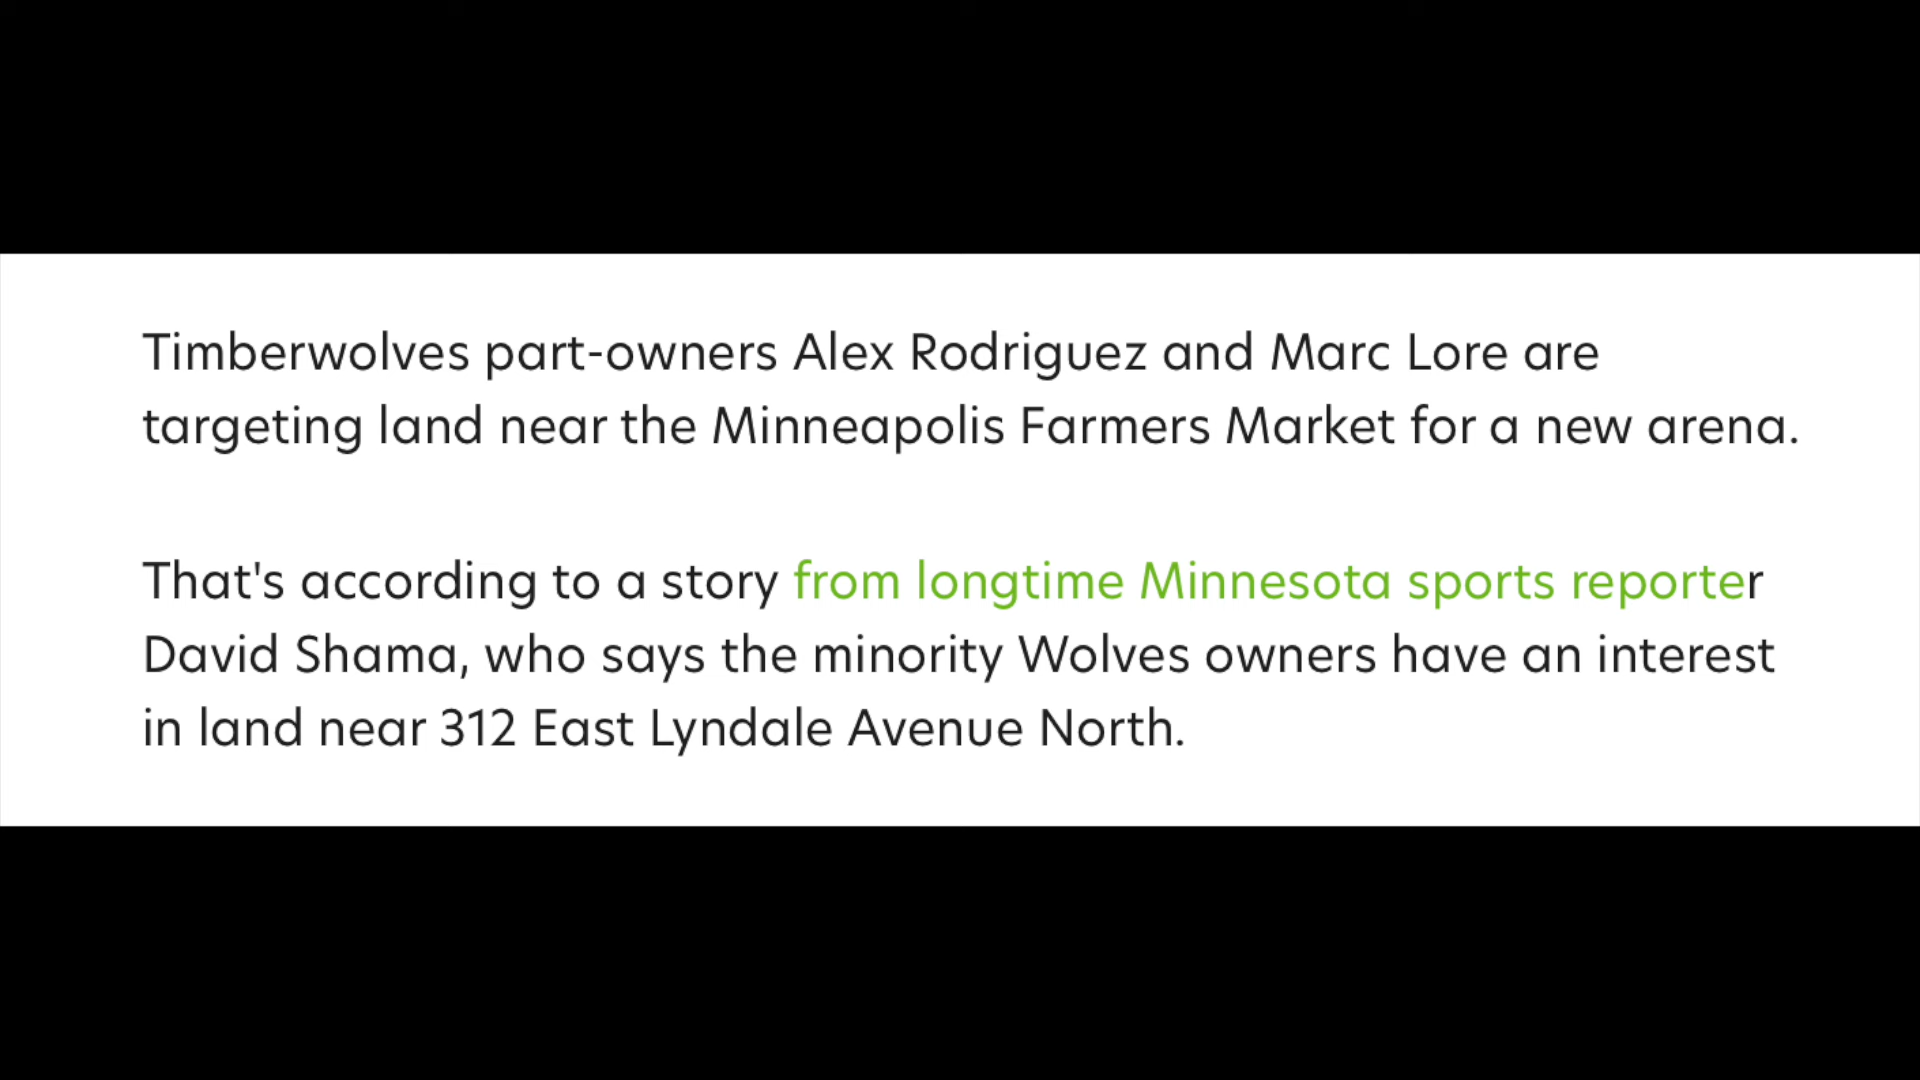 Timberwolves part-owners Alex Rodriguez and Marc Lore are
targeting land near the Minneapolis Farmers Market for a new arena.
That's according to a story from longtime Minnesota sports reporter
David Shama, who says the minority Wolves owners have an interest
in land near 312 East Lyndale Avenue North.